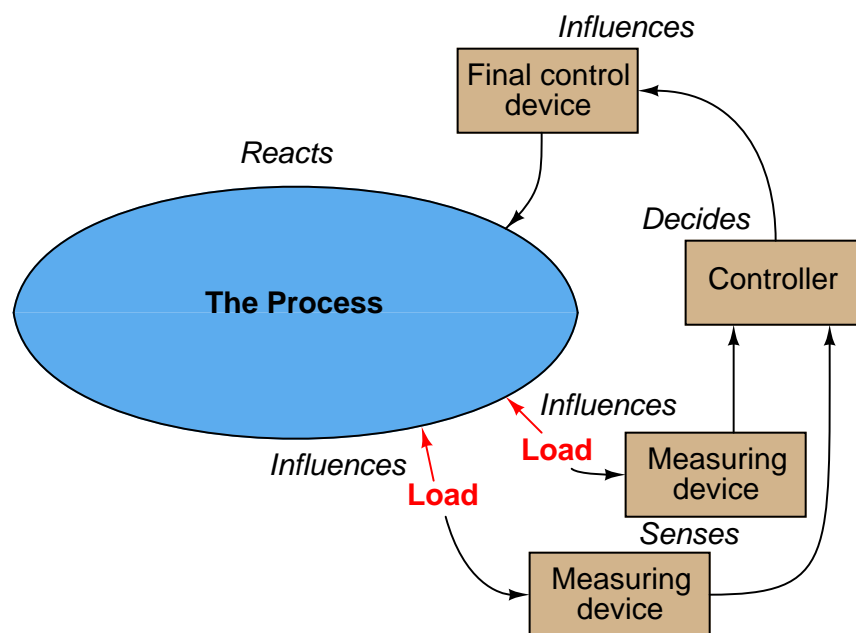 Influences
Final control
device
Reacts
Decides
The Process
Controller
Influences
Load
Influences
Load
Measuring
device
Senses
Measuring
device